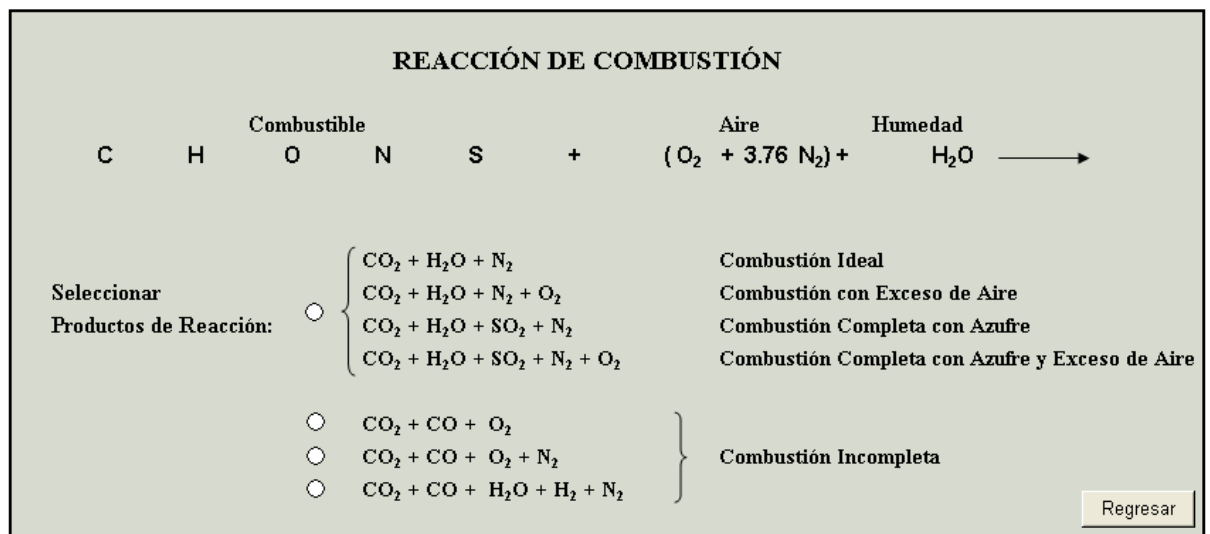 REACCIÓN DE COMBUSTIÓN
Combustible Aire Humedad
C H O N S + ( O₂ + 3.76 N₂) + H₂O ⟶
CO₂ + H₂O + N₂ Combustión Ideal
Seleccionar CO₂ + H₂O + N₂ + O₂ Combustión con Exceso de Aire
Productos de Reacción: CO₂ + H₂O + SO₂ + N₂ Combustión Completa con Azufre
CO₂ + H₂O + SO₂ + N₂ + O₂ Combustión Completa con Azufre y Exceso de Aire
CO₂ + CO + O₂
CO₂ + CO + O₂ + N₂ Combustión Incompleta
CO₂ + CO + H₂O + H₂ + N₂
Regresar